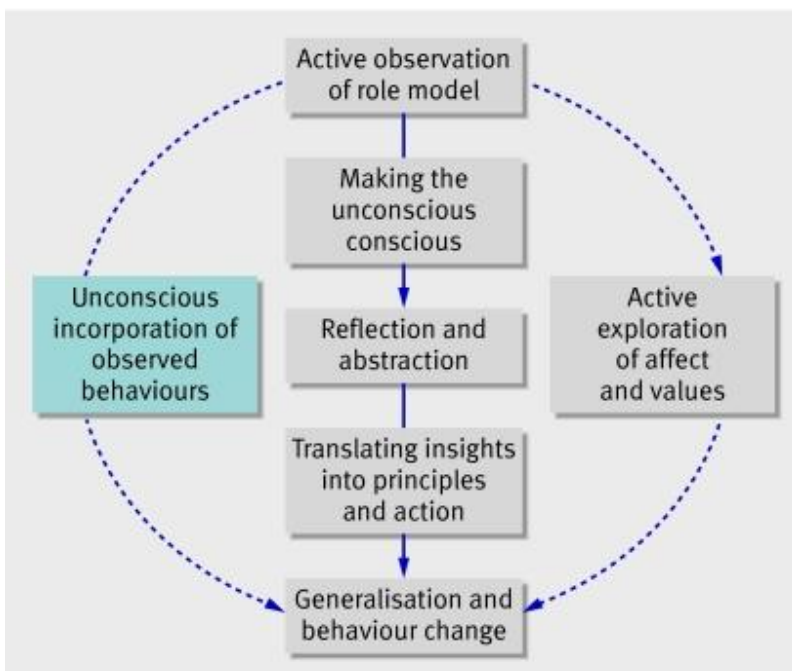 Active observation
of role model
Making the
unconscious
conscious
Unconscious
incorporation of
observed
behaviours
Reflection and
abstraction
Active
exploration
of affect
and values
Translating insights
into principles
and action
Generalisation and
behaviour change